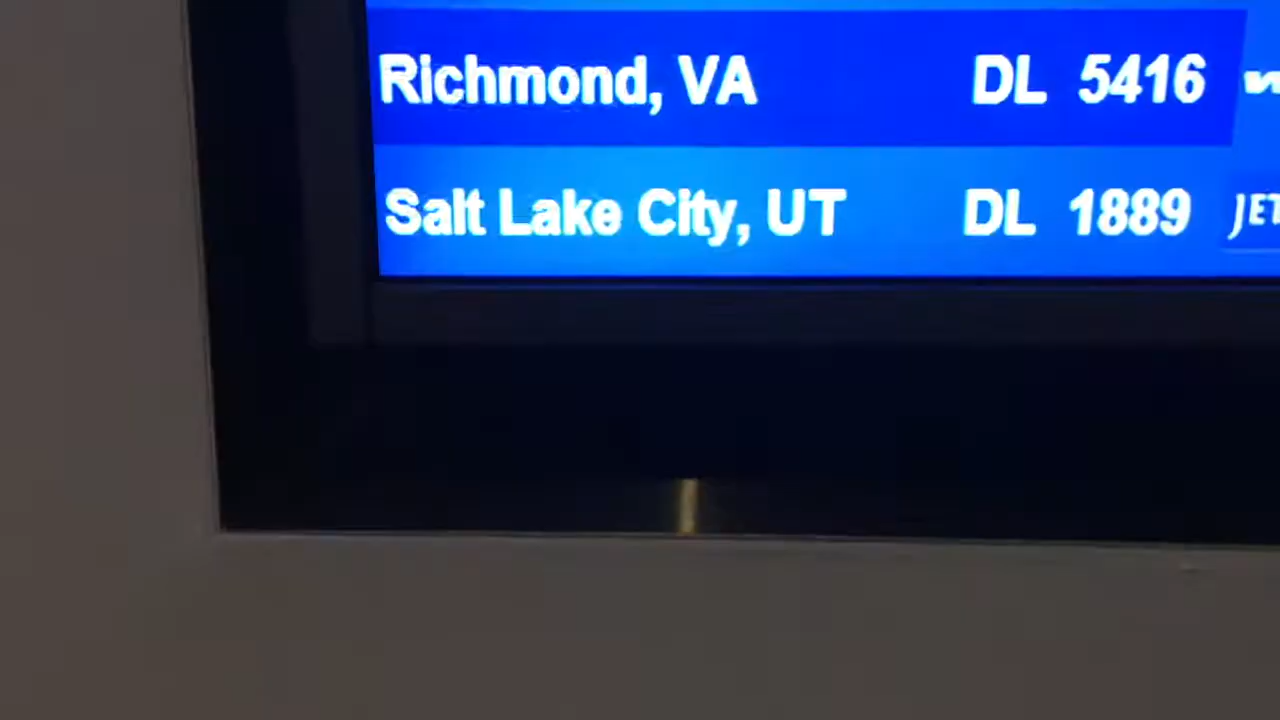 Richmond, VA DL 5416
Salt Lake City, UT DL 1889